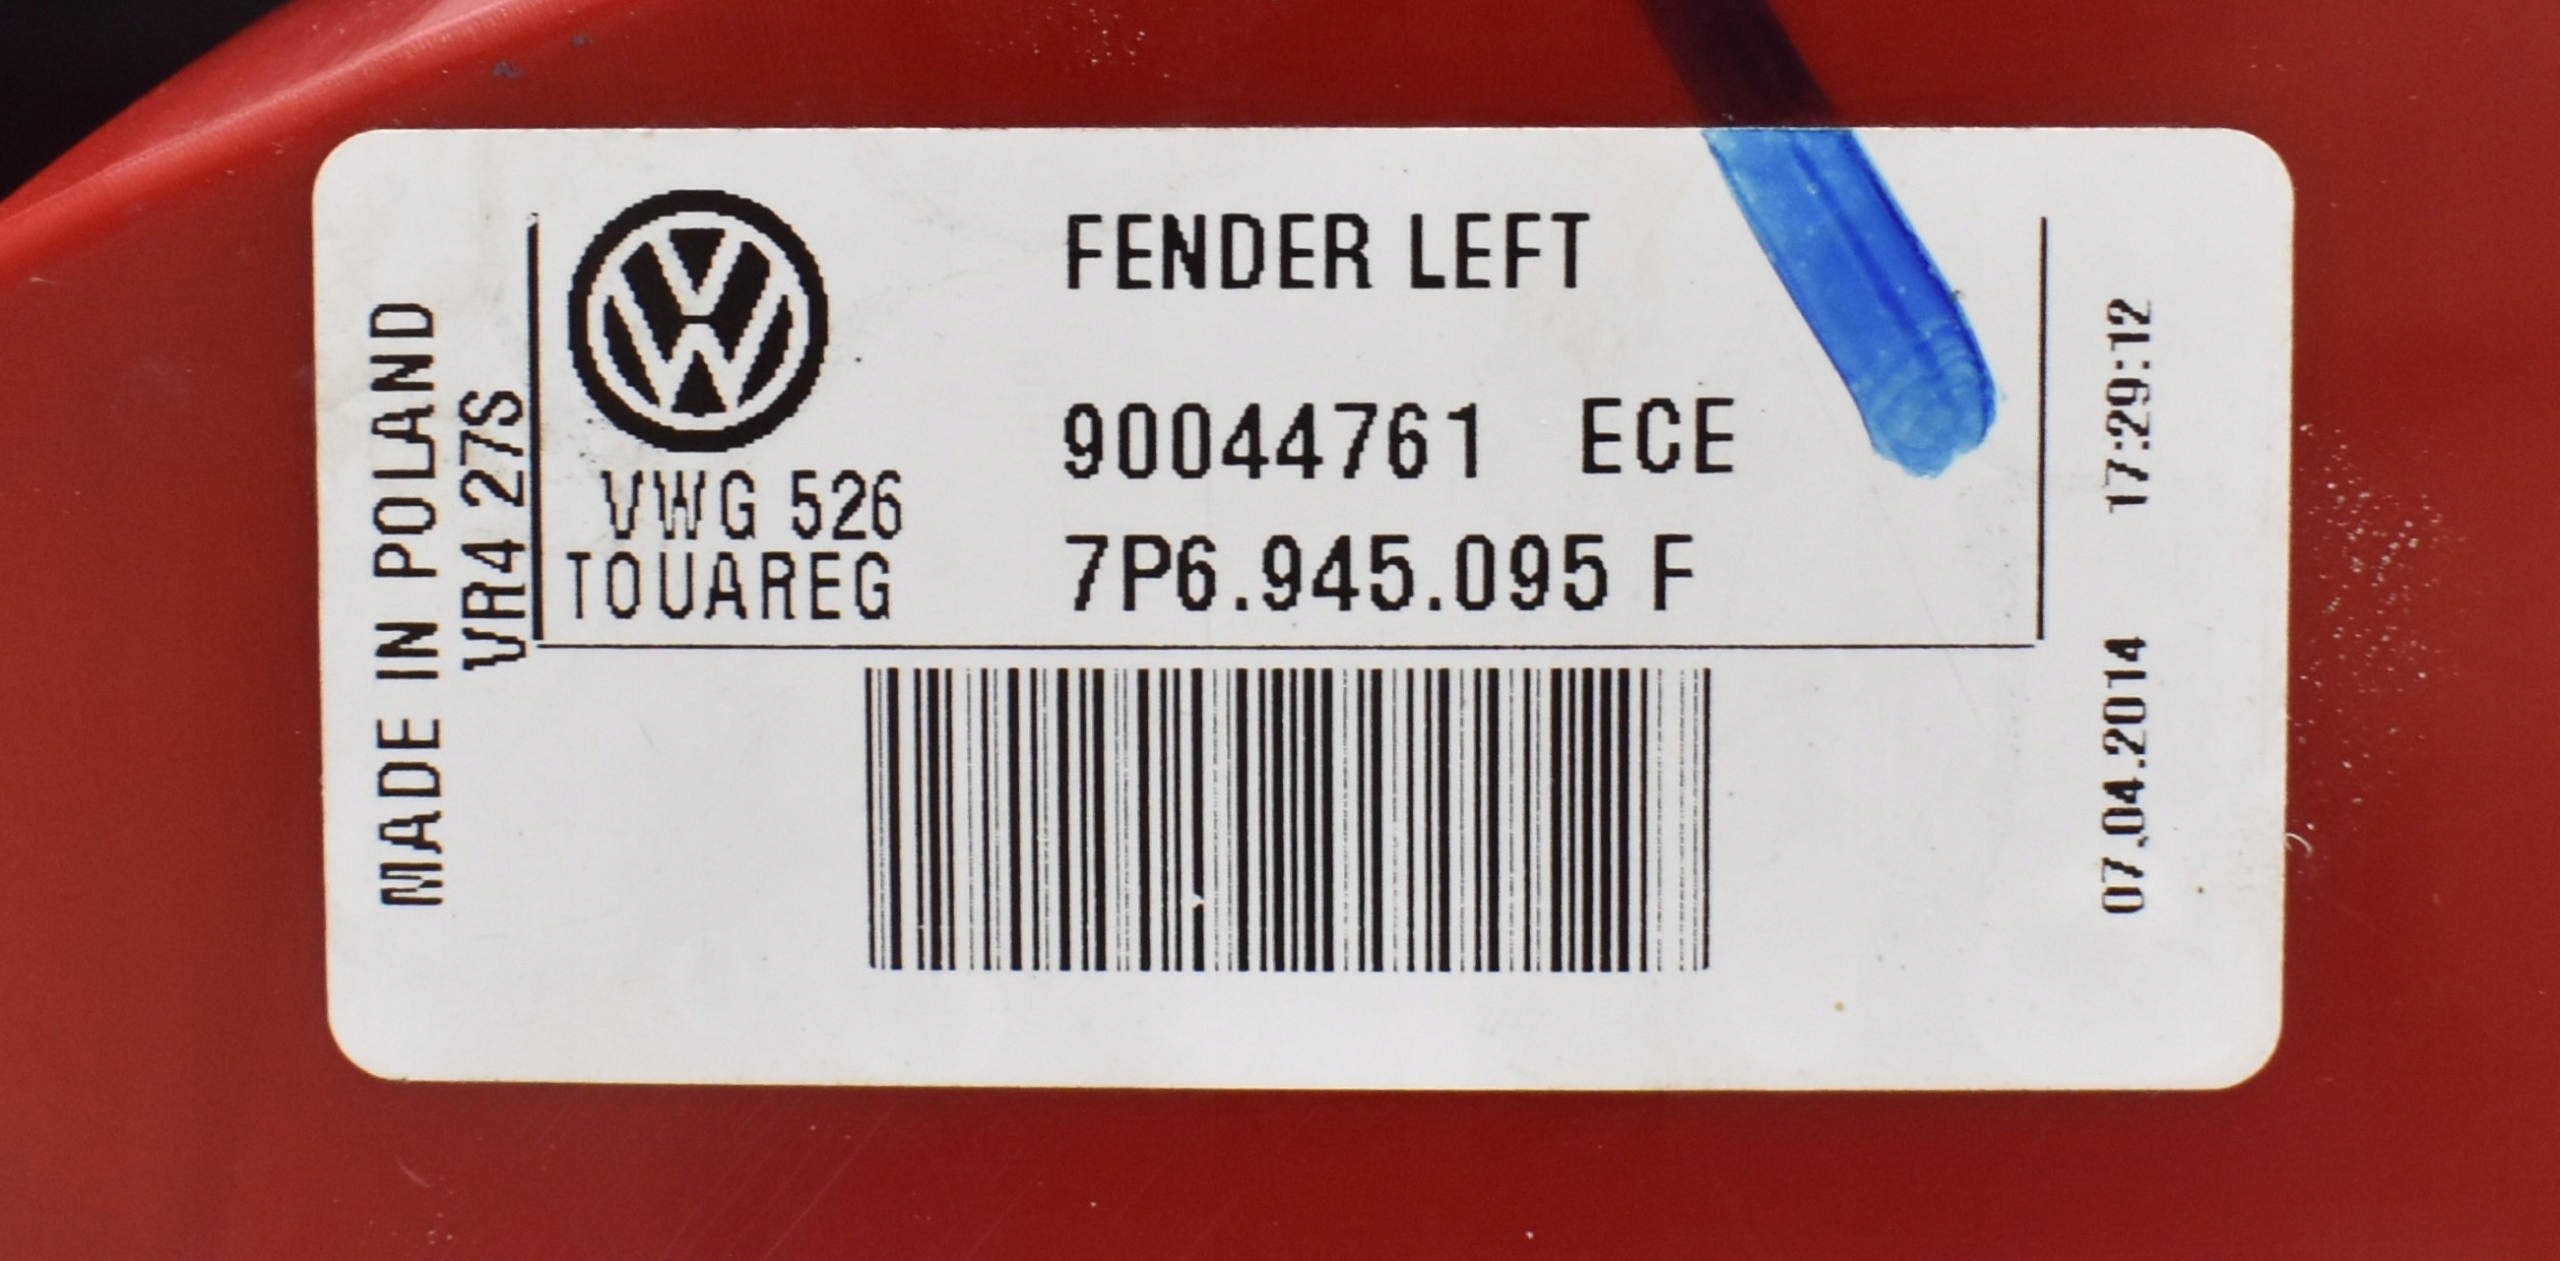 MADE IN POLAND
VR4 27S
VWG 526
TOUAREG
FENDER LEFT
90044761 ECE
7P6.945.095 F
07.04.2014 17:29:12